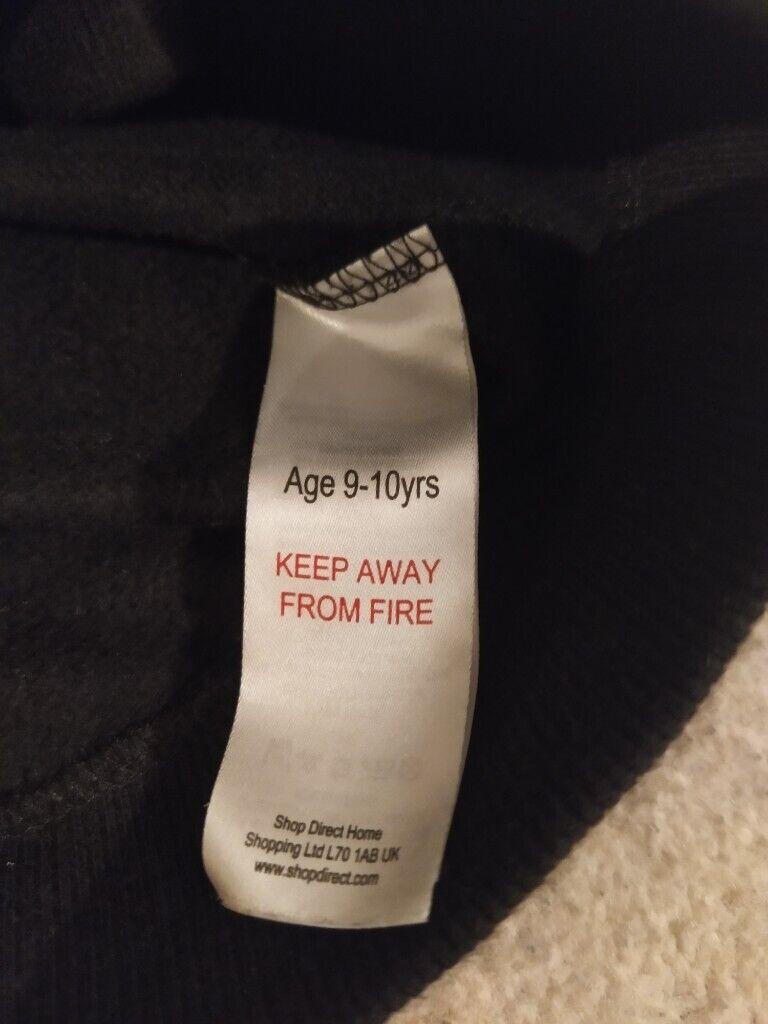 Age 9-10yrs
KEEP AWAY
FROM FIRE
Shop Direct Home
Shopping Ltd L70 1AB UK
www.shopdirect.com